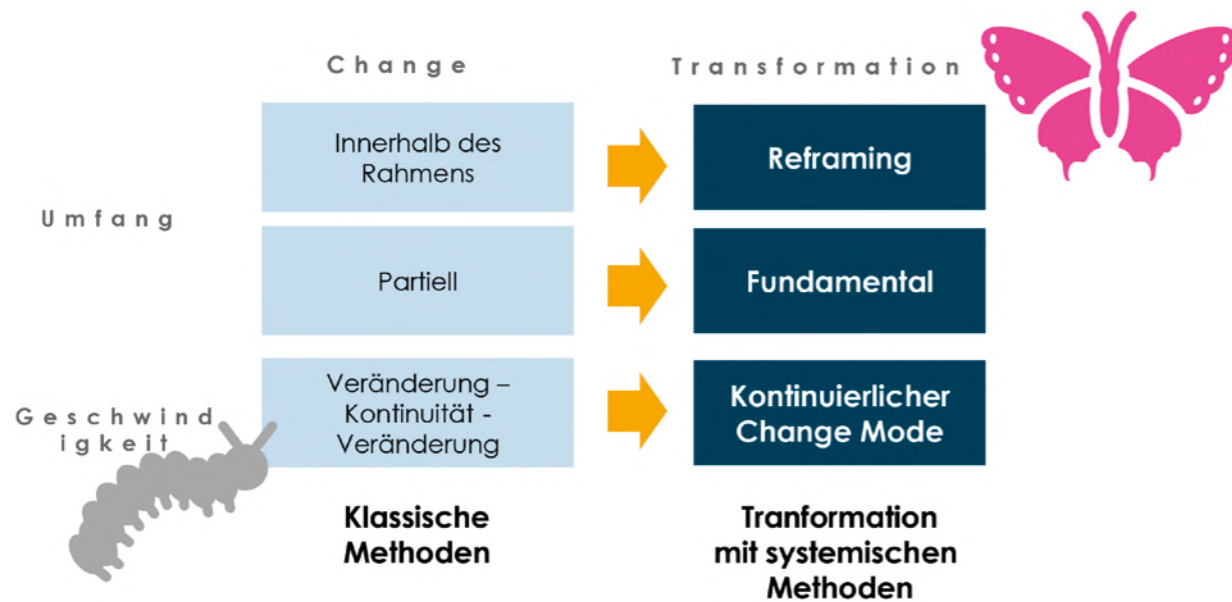 Change
Transformation
Umfang
Innerhalb des
Rahmens
Reframing
Partiell
Fundamental
Geschwind
igkeit
Veränderung –
Kontinuität -
Veränderung
Kontinuierlicher
Change Mode
Klassische
Methoden
Tranformation
mit systemischen
Methoden